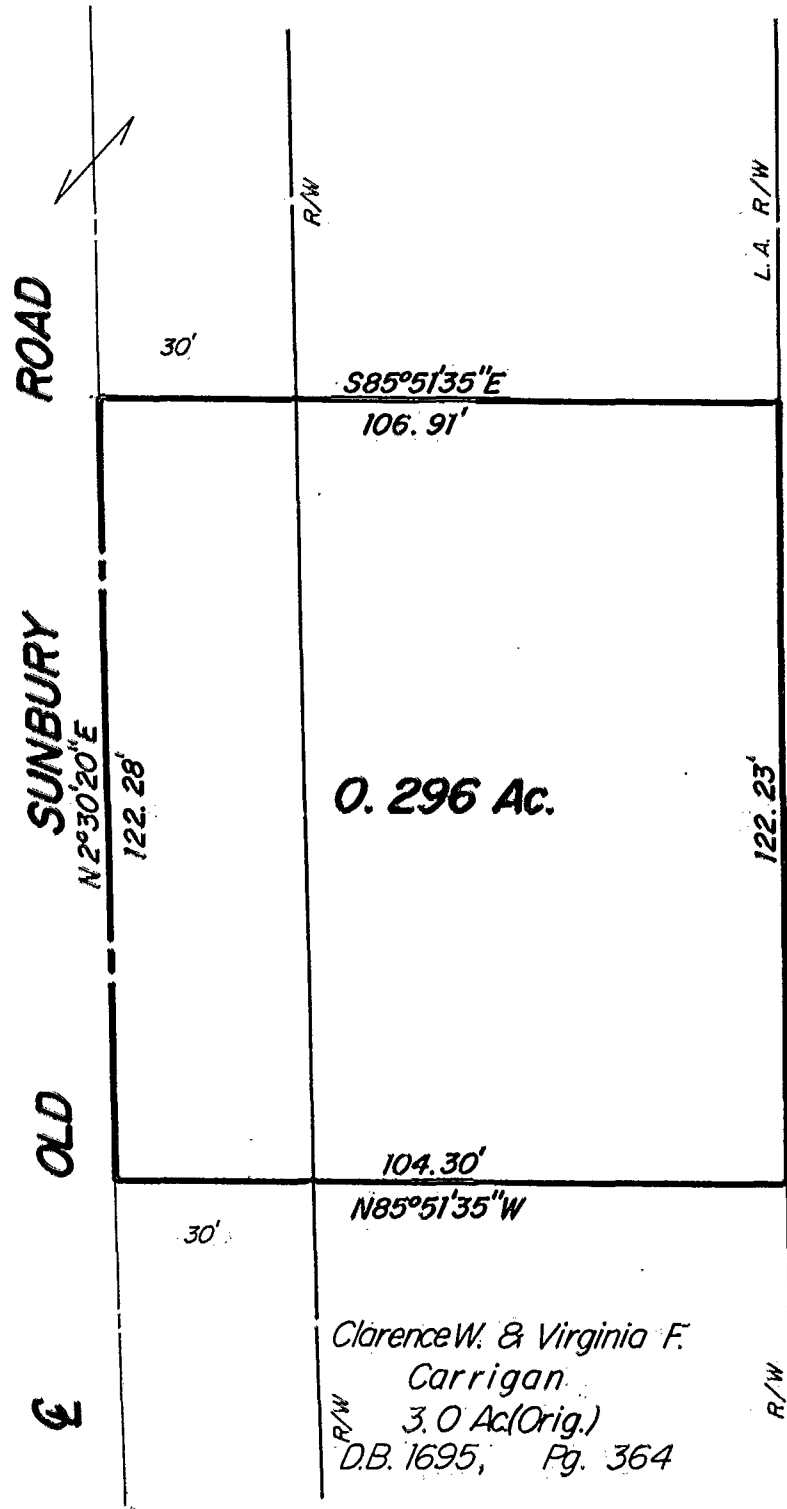 R/W
L.A. R/W
30'
S85°51'35"E
106.91'
℄ OLD SUNBURY ROAD
N2°30'20"E
122.28'
0.296 Ac.
122.23'
104.30'
N85°51'35"W
30'
Clarence W. & Virginia F.
Carrigan
3.0 Ac.(Orig.)
D.B. 1695, Pg. 364
R/W
R/W